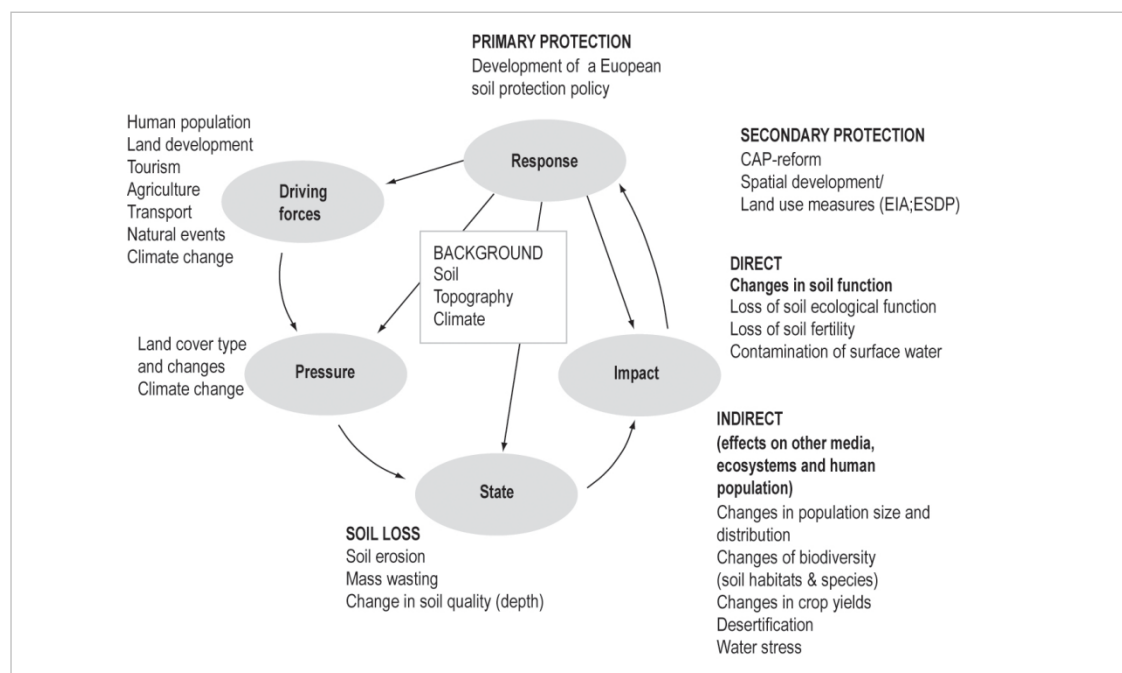 PRIMARY PROTECTION
Development of a Euopean
soil protection policy
Human population
Land development
Tourism
Agriculture
Transport
Natural events
Climate change
Driving
forces
Response
SECONDARY PROTECTION
CAP-reform
Spatial development/
Land use measures (EIA;ESDP)
BACKGROUND
Soil
Topography
Climate
DIRECT
Changes in soil function
Loss of soil ecological function
Loss of soil fertility
Contamination of surface water
Land cover type
and changes
Climate change
Pressure
Impact
INDIRECT
(effects on other media,
ecosystems and human
population)
Changes in population size and
distribution
Changes of biodiversity
(soil habitats & species)
Changes in crop yields
Desertification
Water stress
State
SOIL LOSS
Soil erosion
Mass wasting
Change in soil quality (depth)